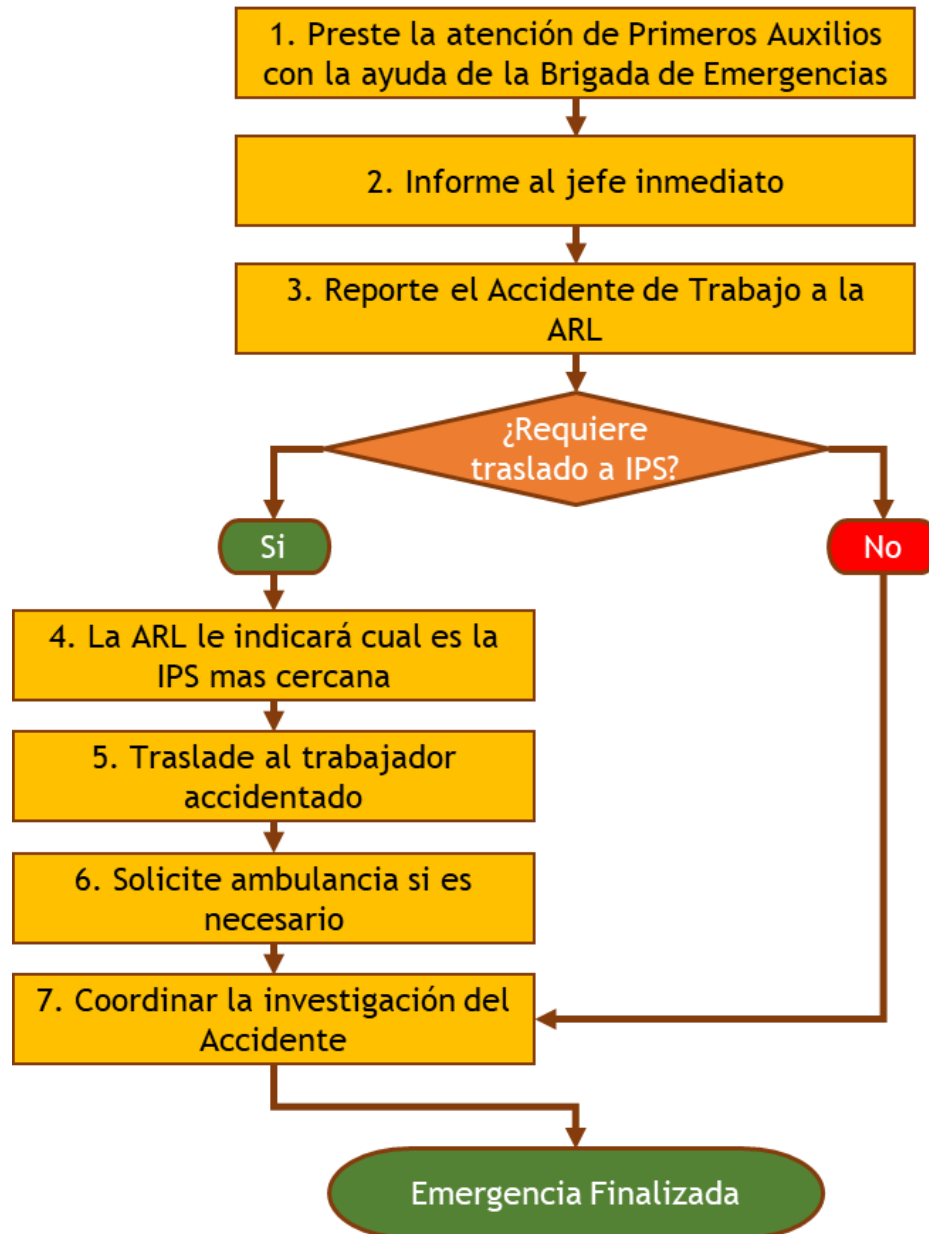 1. Preste la atención de Primeros Auxilios
con la ayuda de la Brigada de Emergencias
2. Informe al jefe inmediato
3. Reporte el Accidente de Trabajo a la
ARL
¿Requiere
traslado a IPS?
Si
No
4. La ARL le indicará cual es la
IPS mas cercana
5. Traslade al trabajador
accidentado
6. Solicite ambulancia si es
necesario
7. Coordinar la investigación del
Accidente
Emergencia Finalizada